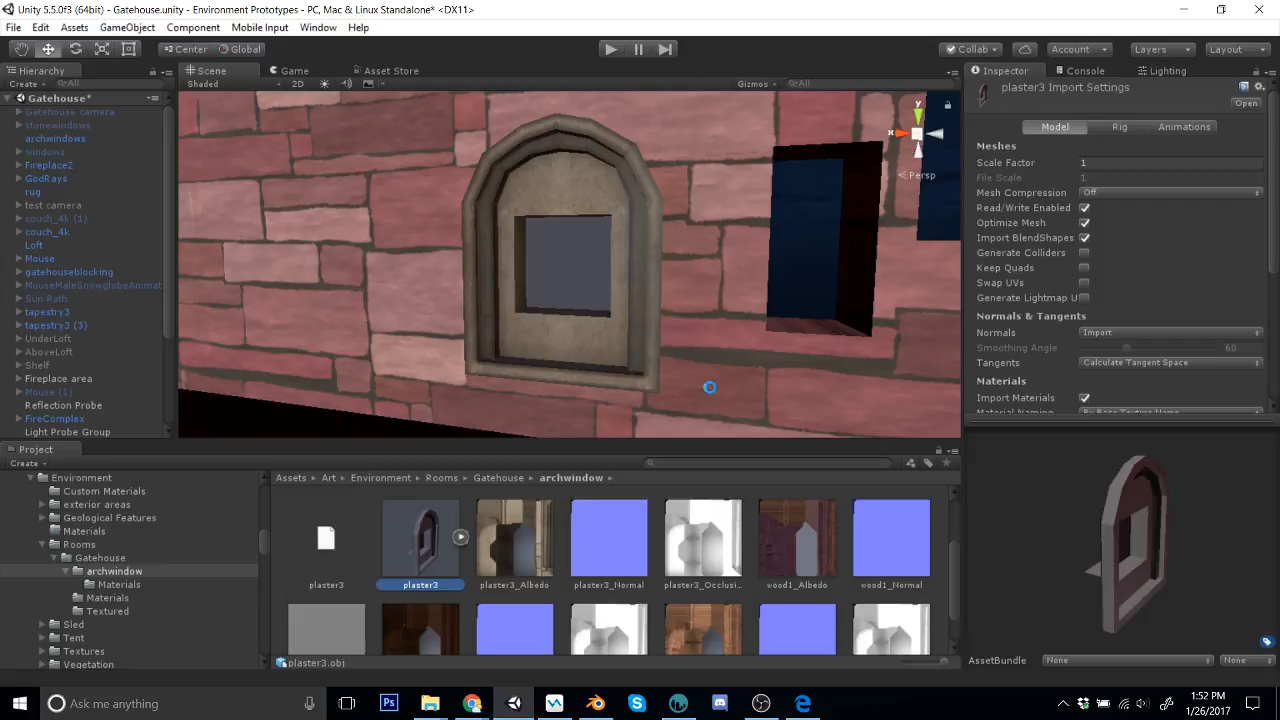 Unity 5.5.0f3 (64bit) - Gatehouse.unity - Environment Prototypes - PC, Mac & Linux Standalone* <DX11>
File Edit Assets GameObject Component Mobile Input Window Help
Center Global Collab Account Layers Layout
Hierarchy Scene Game Asset Store Inspector Console Lighting
Create All Shaded 2D Gizmos All plaster3 Import Settings
Gatehouse* Open
Gatehouse camera
stonewindows
archwindows
windows
Fireplace2
GodRays
rug
test camera
couch_4k (1)
couch_4k
Loft
Mouse
gatehouseblocking
MouseMaleSnowglobeAnimat
Sun Path
tapestry3
tapestry3 (3)
UnderLoft
AboveLoft
Shelf
Fireplace area
Mouse (1)
Reflection Probe
FireComplex
Light Probe Group
y
x
Persp
Model Rig Animations
Meshes
Scale Factor 1
File Scale 1
Mesh Compression Off
Read/Write Enabled
Optimize Mesh
Import BlendShapes
Generate Colliders
Keep Quads
Swap UVs
Generate Lightmap U
Normals & Tangents
Normals Import
Smoothing Angle 60
Tangents Calculate Tangent Space
Materials
Import Materials
Material Naming By Base Texture Name
Project
Create
Environment
Custom Materials
exterior areas
Geological Features
Materials
Rooms
Gatehouse
archwindow
Materials
Materials
Textured
Sled
Tent
Textures
Vegetation
Assets Art Environment Rooms Gatehouse archwindow
plaster3 plaster3 plaster3_Albedo plaster3_Normal plaster3_Occlusi... wood1_Albedo wood1_Normal
plaster3.obj
AssetBundle None None
Ask me anything
Ps
1:52 PM
1/26/2017